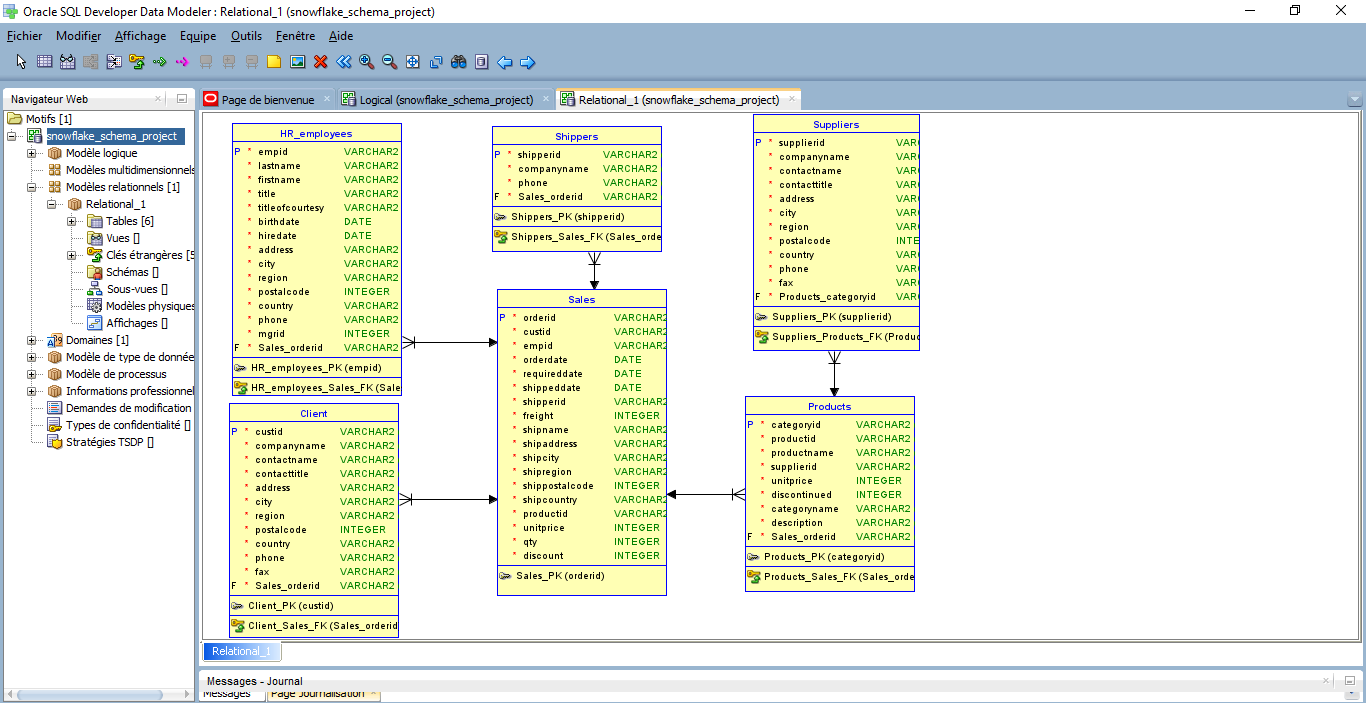 Oracle SQL Developer Data Modeler : Relational_1 (snowflake_schema_project)
Fichier Modifier Affichage Equipe Outils Fenêtre Aide
Navigateur Web
Page de bienvenue
Logical (snowflake_schema_project)
Relational_1 (snowflake_schema_project)
Motifs [1]
snowflake_schema_project
Modèle logique
Modèles multidimensionnels
Modèles relationnels [1]
Relational_1
Tables [6]
Vues []
Clés étrangères [5
Schémas []
Sous-vues []
Modèles physiques
Affichages []
Domaines [1]
Modèle de type de donnée
Modèle de processus
Informations professionnel
Demandes de modification
Types de confidentialité []
Stratégies TSDP []
HR_employees
P * empid VARCHAR2
* lastname VARCHAR2
* firstname VARCHAR2
* title VARCHAR2
* titleofcourtesy VARCHAR2
* birthdate DATE
* hiredate DATE
* address VARCHAR2
* city VARCHAR2
* region VARCHAR2
* postalcode INTEGER
* country VARCHAR2
* phone VARCHAR2
* mgrid INTEGER
F * Sales_orderid VARCHAR2
HR_employees_PK (empid)
HR_employees_Sales_FK (Sale
Client
P * custid VARCHAR2
* companyname VARCHAR2
* contactname VARCHAR2
* contacttitle VARCHAR2
* address VARCHAR2
* city VARCHAR2
* region VARCHAR2
* postalcode INTEGER
* country VARCHAR2
* phone VARCHAR2
* fax VARCHAR2
F * Sales_orderid VARCHAR2
Client_PK (custid)
Client_Sales_FK (Sales_orderid
Shippers
P * shipperid VARCHAR2
* companyname VARCHAR2
* phone VARCHAR2
F * Sales_orderid VARCHAR2
Shippers_PK (shipperid)
Shippers_Sales_FK (Sales_orde
Sales
P * orderid VARCHAR2
* custid VARCHAR2
* empid VARCHAR2
* orderdate DATE
* requireddate DATE
* shippeddate DATE
* shipperid VARCHAR2
* freight INTEGER
* shipname VARCHAR2
* shipaddress VARCHAR2
* shipcity VARCHAR2
* shipregion VARCHAR2
* shippostalcode INTEGER
* shipcountry VARCHAR2
* productid VARCHAR2
* unitprice INTEGER
* qty INTEGER
* discount INTEGER
Sales_PK (orderid)
Suppliers
P * supplierid VAR
* companyname VAR
* contactname VAR
* contacttitle VAR
* address VAR
* city VAR
* region VAR
* postalcode INTE
* country VAR
* phone VAR
* fax VAR
F * Products_categoryid VAR
Suppliers_PK (supplierid)
Suppliers_Products_FK (Produc
Products
P * categoryid VARCHAR2
* productid VARCHAR2
* productname VARCHAR2
* supplierid VARCHAR2
* unitprice INTEGER
* discontinued INTEGER
* categoryname VARCHAR2
* description VARCHAR2
F * Sales_orderid VARCHAR2
Products_PK (categoryid)
Products_Sales_FK (Sales_orde
Relational_1
Messages - Journal
Messages
Page Journalisation